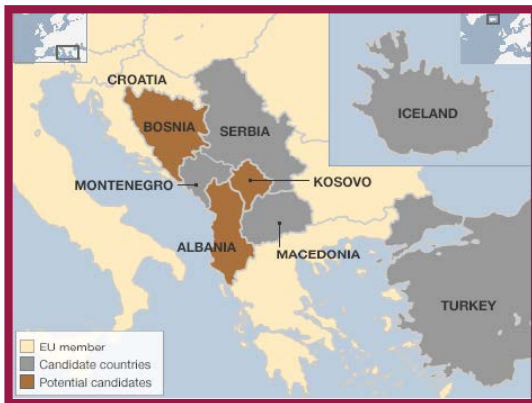 CROATIA
BOSNIA
SERBIA
ICELAND
MONTENEGRO
KOSOVO
ALBANIA
MACEDONIA
TURKEY
EU member
Candidate countries
Potential candidates